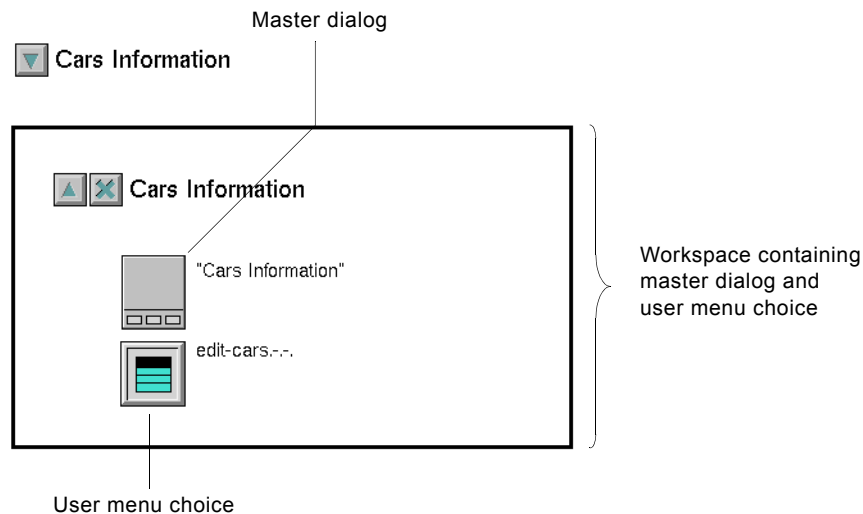 Master dialog
Cars Information
Cars Information
"Cars Information"
edit-cars.-.-.
Workspace containing
master dialog and
user menu choice
User menu choice